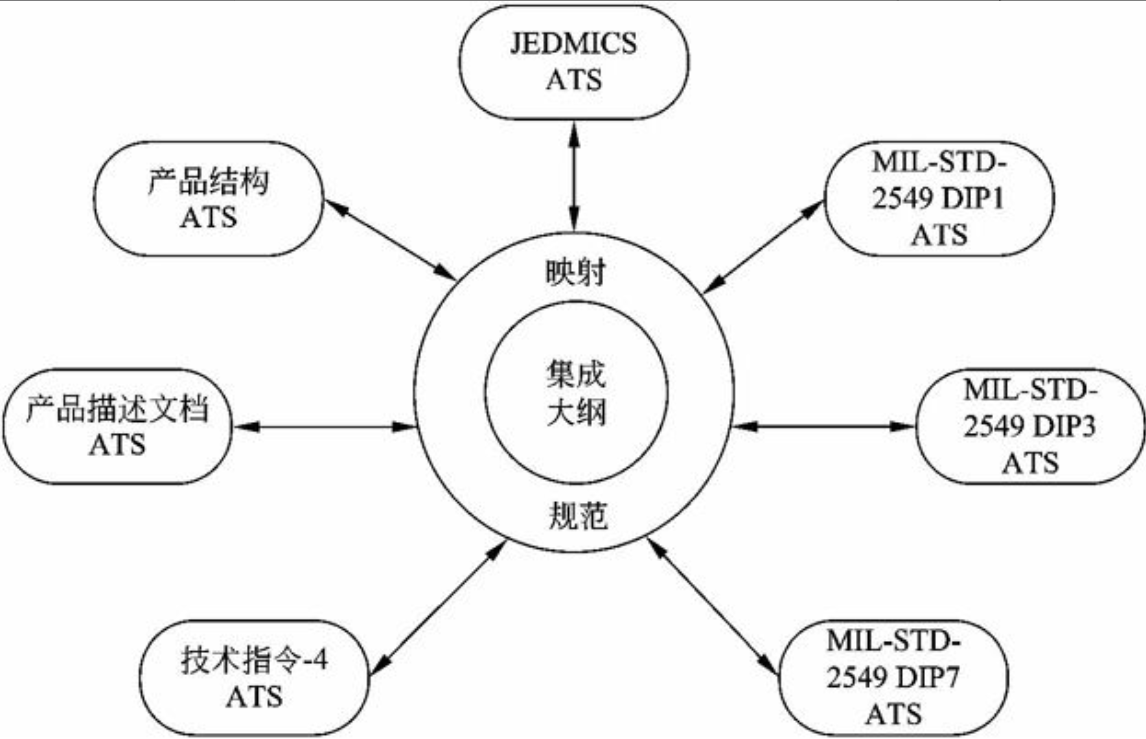 JEDMICS
ATS
产品结构
ATS
MIL-STD-
2549 DIP1
ATS
映射
集成
大纲
规范
产品描述文档
ATS
MIL-STD-
2549 DIP3
ATS
技术指令-4
ATS
MIL-STD-
2549 DIP7
ATS